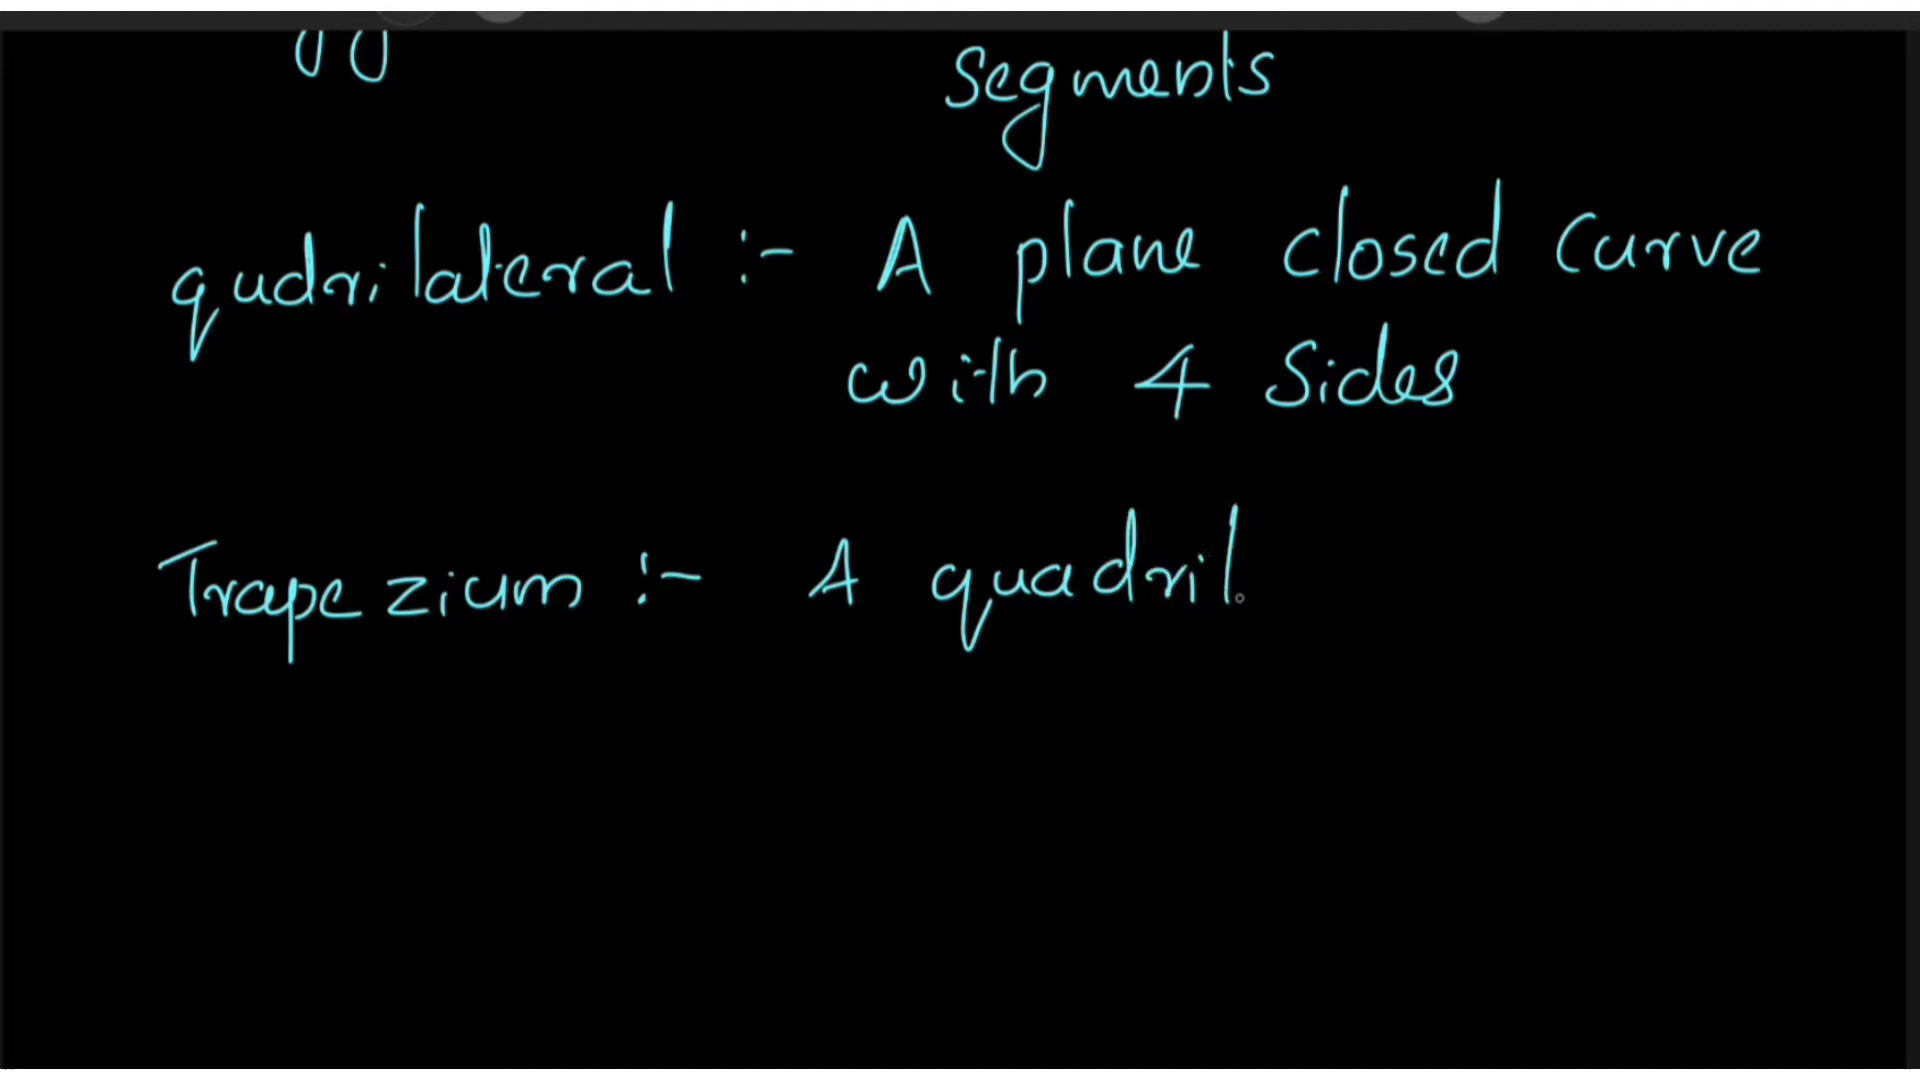 segments
qudrilateral :- A plane closed curve
with 4 sides
Trapezium :- A quadril